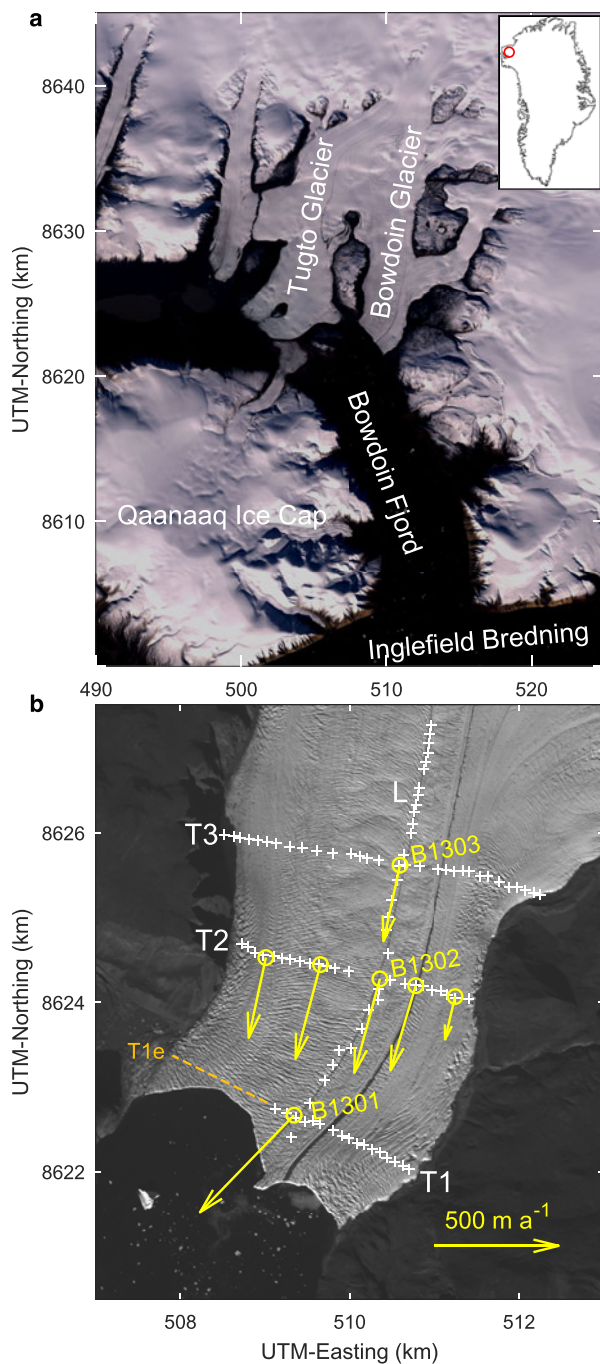 a
8640
8630
8620
8610
UTM-Northing (km)
Tugto Glacier
Bowdoin Glacier
Bowdoin Fjord
Qaanaaq Ice Cap
Inglefield Bredning
490
500
510
520
b
8626
8624
8622
UTM-Northing (km)
L
T3
B1303
T2
B1302
T1e
B1301
T1
500 m a⁻¹
508
510
512
UTM-Easting (km)